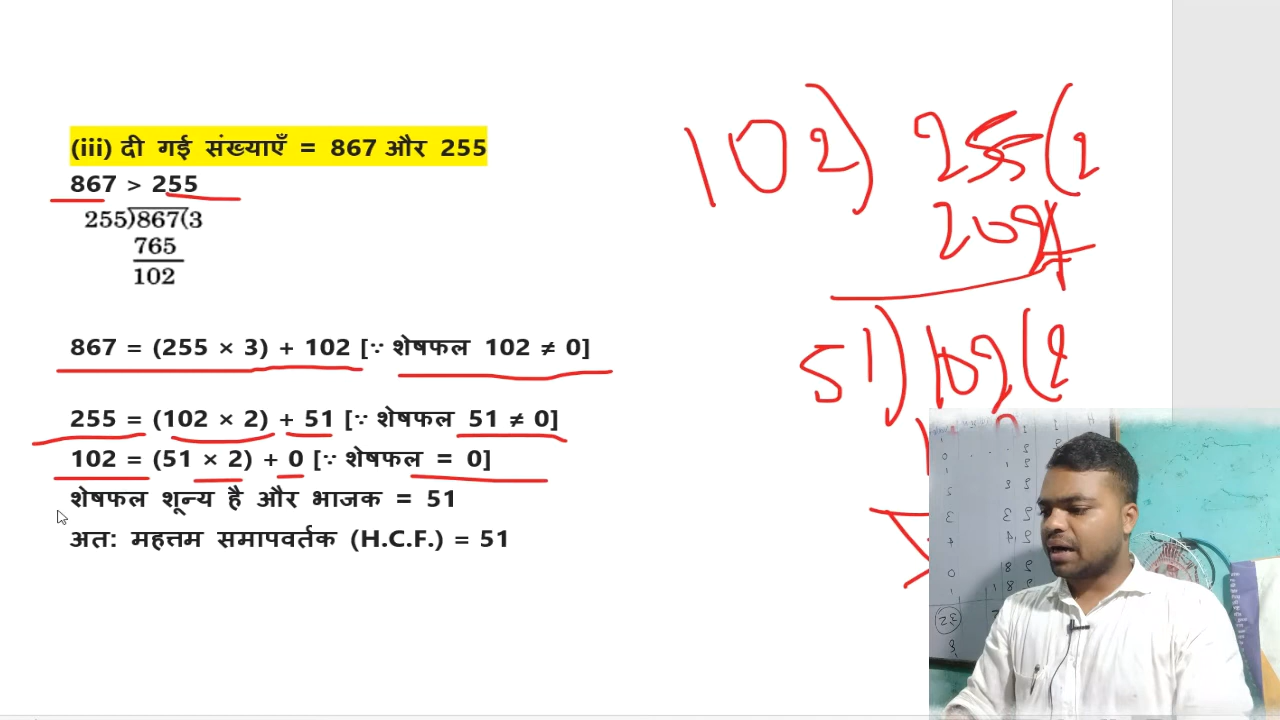 (iii) दी गई संख्याएँ = 867 और 255
867 > 255
255)867(3
765
102
867 = (255 × 3) + 102 [∵ शेषफल 102 ≠ 0]
255 = (102 × 2) + 51 [∵ शेषफल 51 ≠ 0]
102 = (51 × 2) + 0 [∵ शेषफल = 0]
शेषफल शून्य है और भाजक = 51
अत: महत्तम समापवर्तक (H.C.F.) = 51
102) 255(2
204
51)102(2